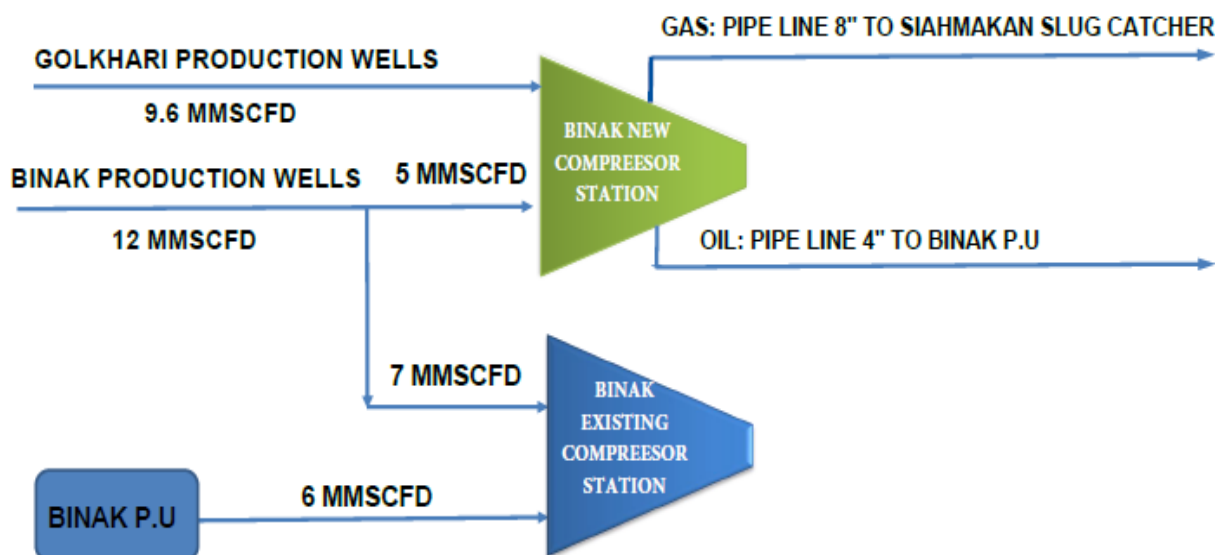 GAS: PIPE LINE 8" TO SIAHMAKAN SLUG CATCHER
GOLKHARI PRODUCTION WELLS
9.6 MMSCFD
BINAK NEW
COMPREESOR
STATION
BINAK PRODUCTION WELLS
5 MMSCFD
12 MMSCFD
OIL: PIPE LINE 4" TO BINAK P.U
7 MMSCFD
BINAK
EXISTING
COMPREESOR
STATION
6 MMSCFD
BINAK P.U